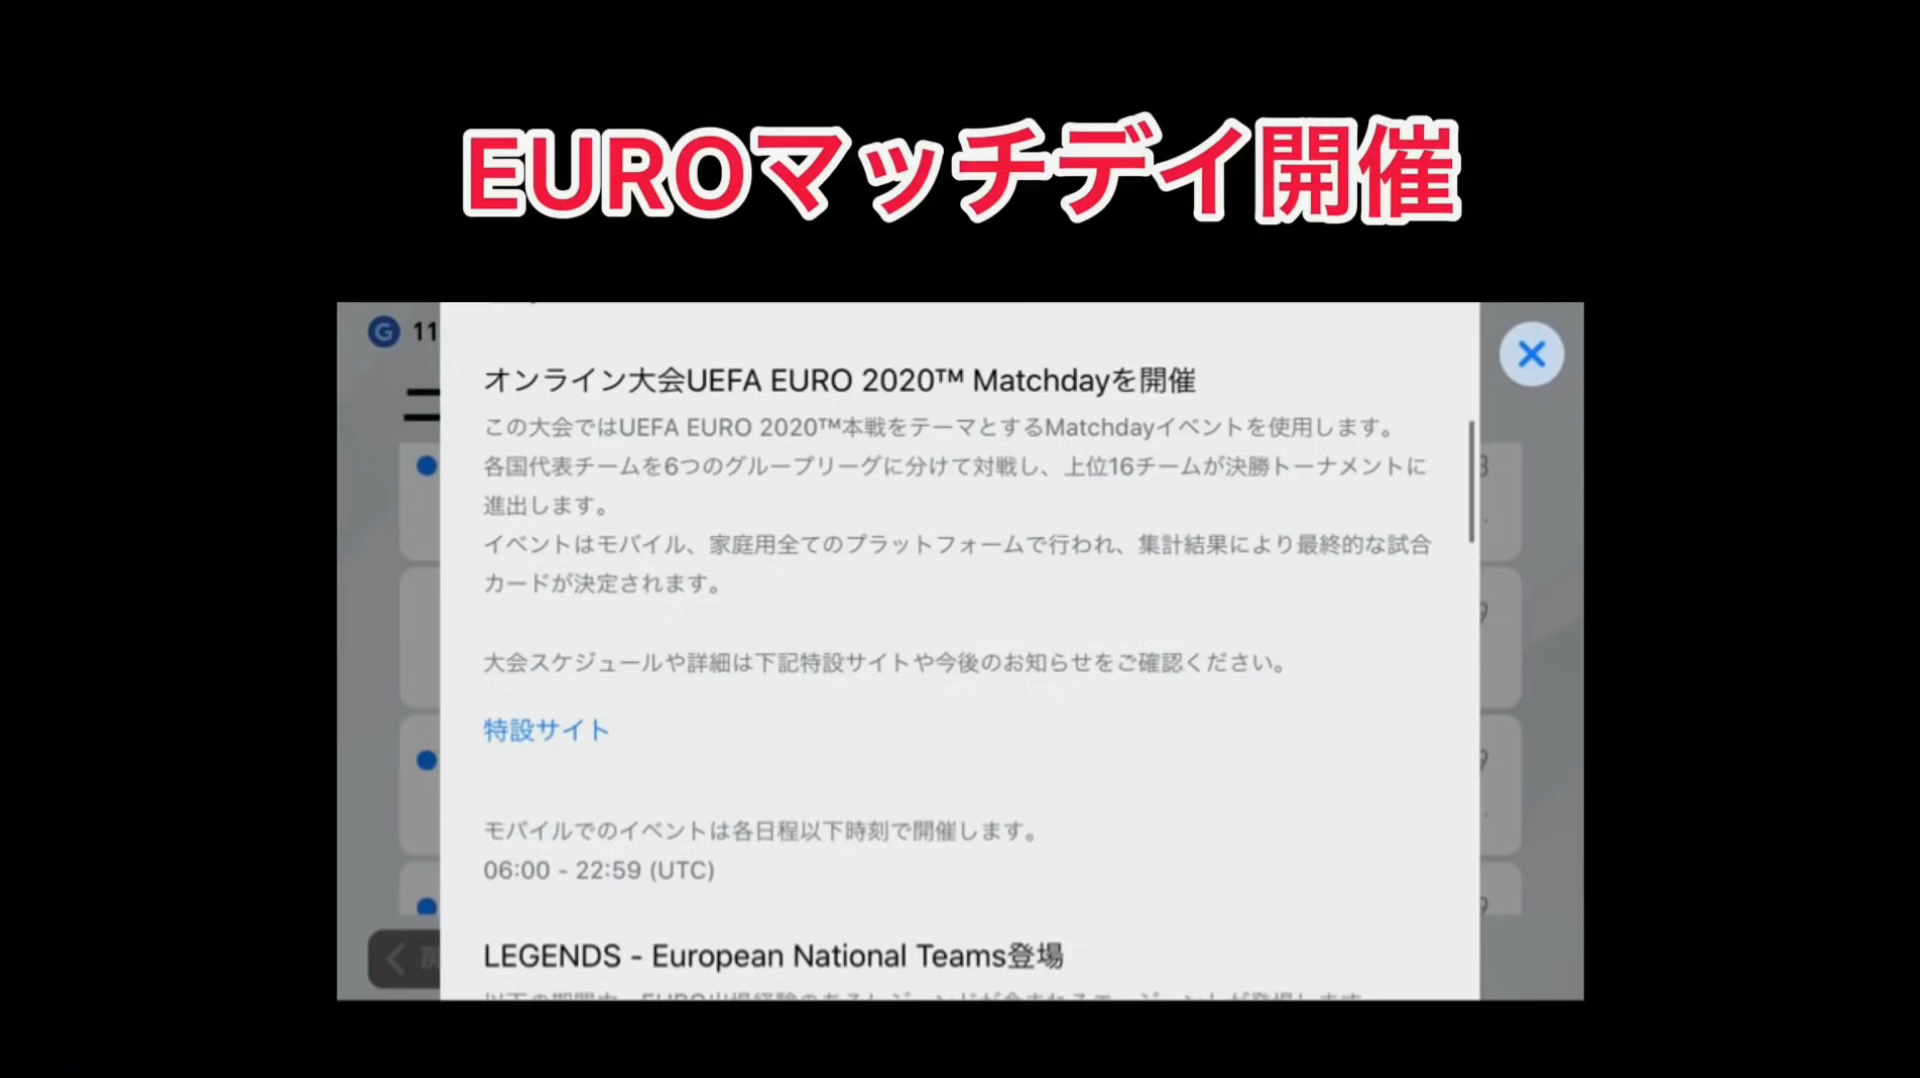 EUROマッチデイ開催
11
オンライン大会UEFA EURO 2020™ Matchdayを開催
この大会ではUEFA EURO 2020™本戦をテーマとするMatchdayイベントを使用します。
各国代表チームを6つのグループリーグに分けて対戦し、上位16チームが決勝トーナメントに
進出します。
イベントはモバイル、家庭用全てのプラットフォームで行われ、集計結果により最終的な試合
カードが決定されます。
大会スケジュールや詳細は下記特設サイトや今後のお知らせをご確認ください。
特設サイト
モバイルでのイベントは各日程以下時刻で開催します。
06:00 - 22:59 (UTC)
LEGENDS - European National Teams登場